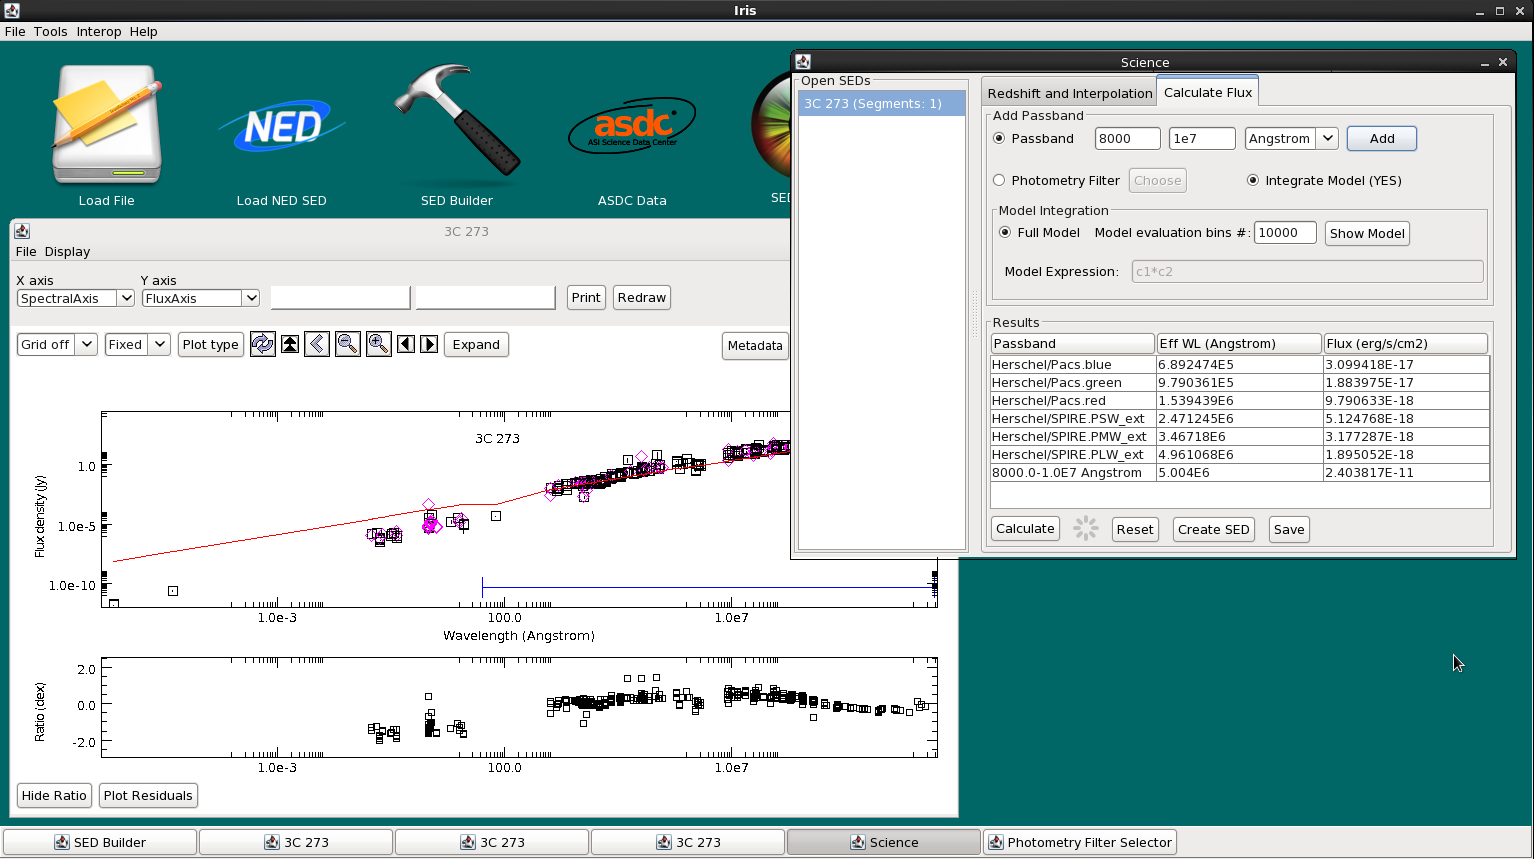 Iris
File Tools Interop Help
NED
asdc
ASI Science Data Center
Load File
Load NED SED
SED Builder
ASDC Data
SED
3C 273
File Display
X axis
Y axis
SpectralAxis
FluxAxis
Print
Redraw
Grid off
Fixed
Plot type
Expand
Metadata
3C 273
Flux density (Jy)
1.0
1.0e-5
1.0e-10
1.0e-3
100.0
1.0e7
Wavelength (Angstrom)
Ratio (dex)
2.0
0.0
-2.0
1.0e-3
100.0
1.0e7
Hide Ratio
Plot Residuals
Science
Open SEDs
3C 273 (Segments: 1)
Redshift and Interpolation
Calculate Flux
Add Passband
Passband 8000 1e7 Angstrom Add
Photometry Filter Choose Integrate Model (YES)
Model Integration
Full Model Model evaluation bins #: 10000 Show Model
Model Expression: c1*c2
Results
Passband Eff WL (Angstrom) Flux (erg/s/cm2)
Herschel/Pacs.blue 6.892474E5 3.099418E-17
Herschel/Pacs.green 9.790361E5 1.883975E-17
Herschel/Pacs.red 1.539439E6 9.790633E-18
Herschel/SPIRE.PSW_ext 2.471245E6 5.124768E-18
Herschel/SPIRE.PMW_ext 3.46718E6 3.177287E-18
Herschel/SPIRE.PLW_ext 4.961068E6 1.895052E-18
8000.0-1.0E7 Angstrom 5.004E6 2.403817E-11
Calculate Reset Create SED Save
SED Builder 3C 273 3C 273 3C 273 Science Photometry Filter Selector